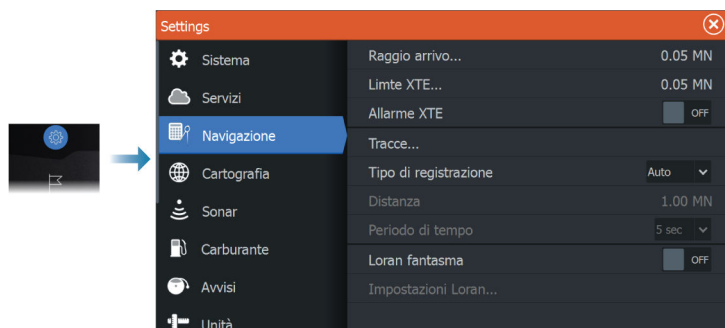 Settings
Sistema
Servizi
Navigazione
Cartografia
Sonar
Carburante
Avvisi
Unità
Raggio arrivo... 0.05 MN
Limte XTE... 0.05 MN
Allarme XTE OFF
Tracce...
Tipo di registrazione Auto
Distanza 1.00 MN
Periodo di tempo 5 sec
Loran fantasma OFF
Impostazioni Loran...